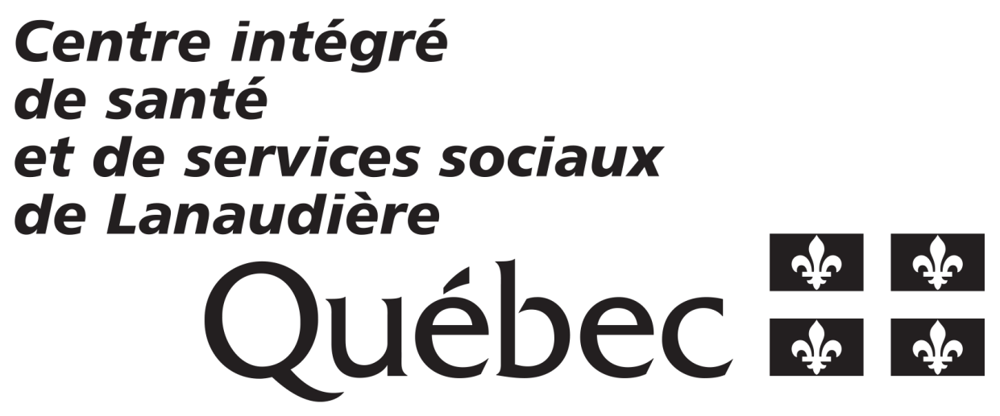 Centre intégré
de santé
et de services sociaux
de Lanaudière
Québec